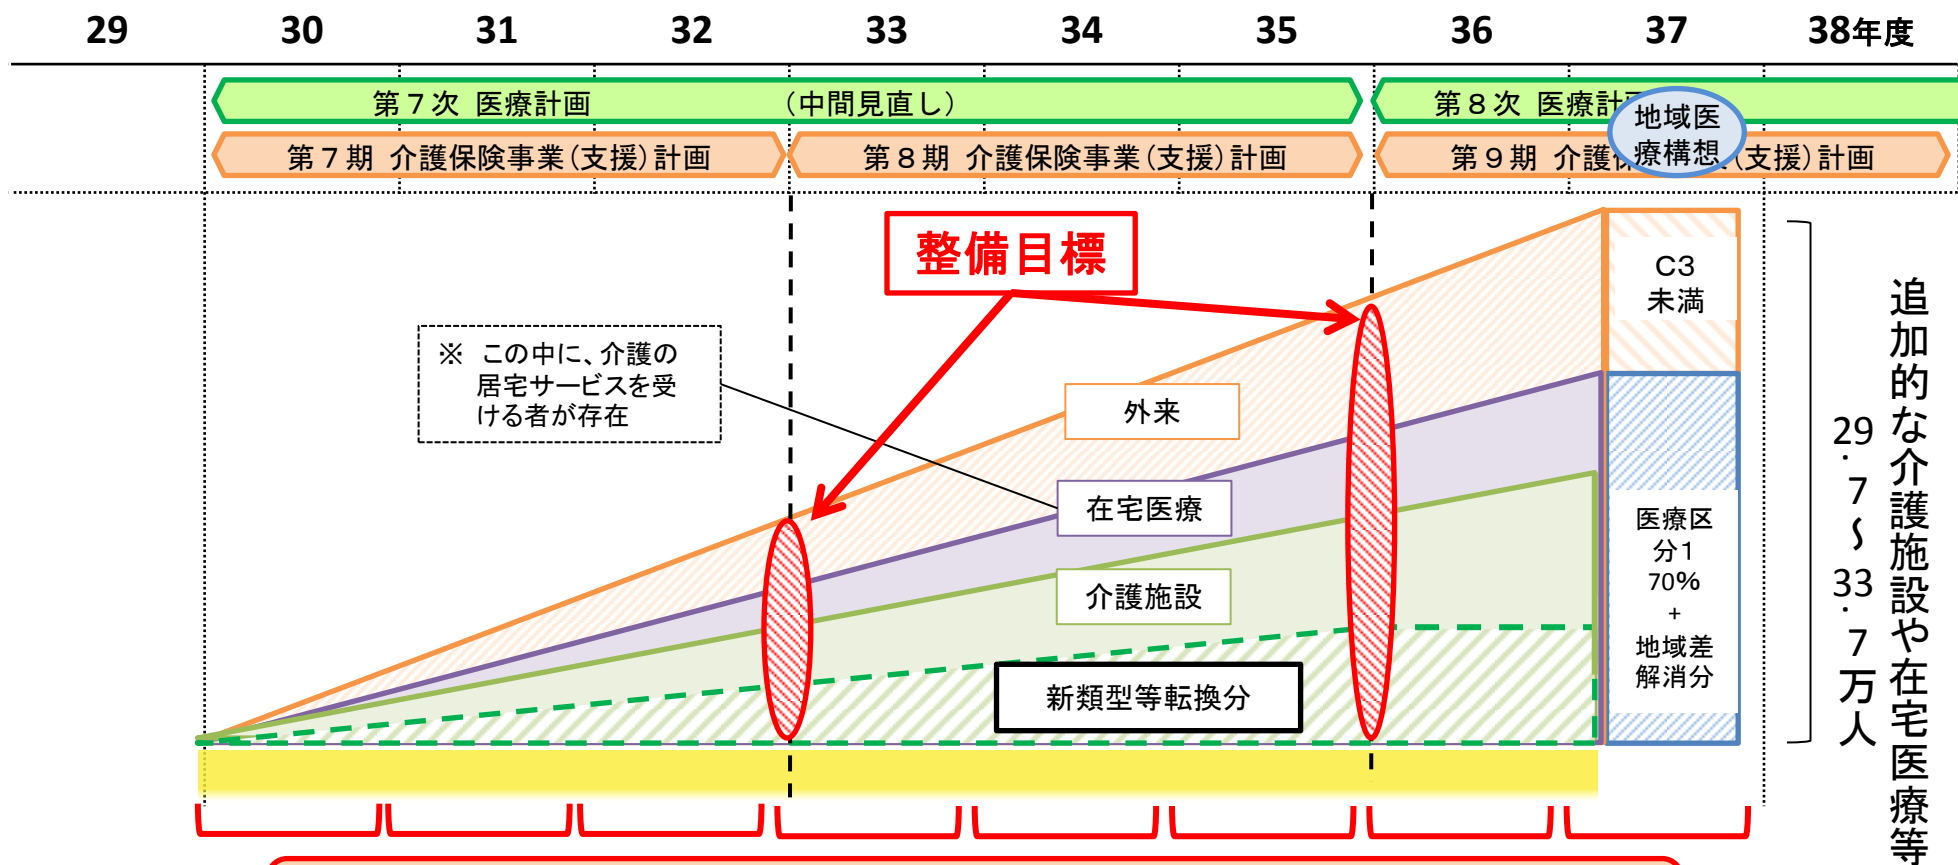 29 30 31 32 33 34 35 36 37 38年度
第7次 医療計画 (中間見直し)
第8次 医療計画
地域医
療構想
第7期 介護保険事業(支援)計画
第8期 介護保険事業(支援)計画
第9期 介護保険事業(支援)計画
整備目標
C3
未満
※ この中に、介護の
居宅サービスを受
ける者が存在
外来
在宅医療
介護施設
新類型等転換分
医療区
分1
70%
+
地域差
解消分
追加的な介護施設や在宅医療等
29.7~33.7万人